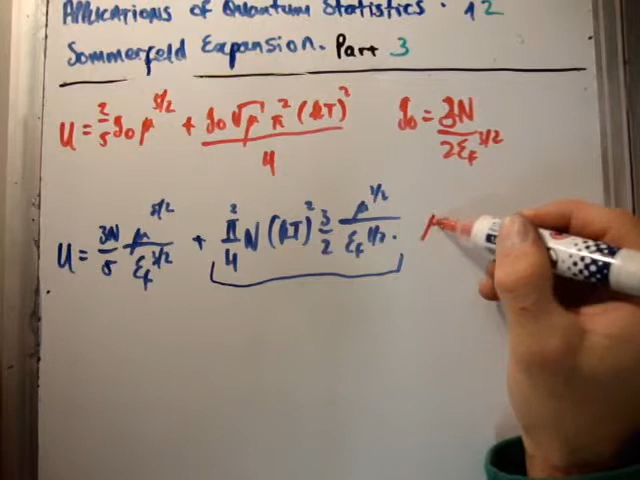 Applications of Quantum Statistics. 12
Sommerfeld Expansion. Part 3
U = 2/5 g₀ μ^5/2 + g₀ √μ π² (kT)² / 4    g₀ = 3N / 2ε_f^3/2
U = 3N/5 μ^5/2 / ε_f^3/2 + π²/4 N (kT)² 3/2 μ^1/2 / ε_f^3/2. μ